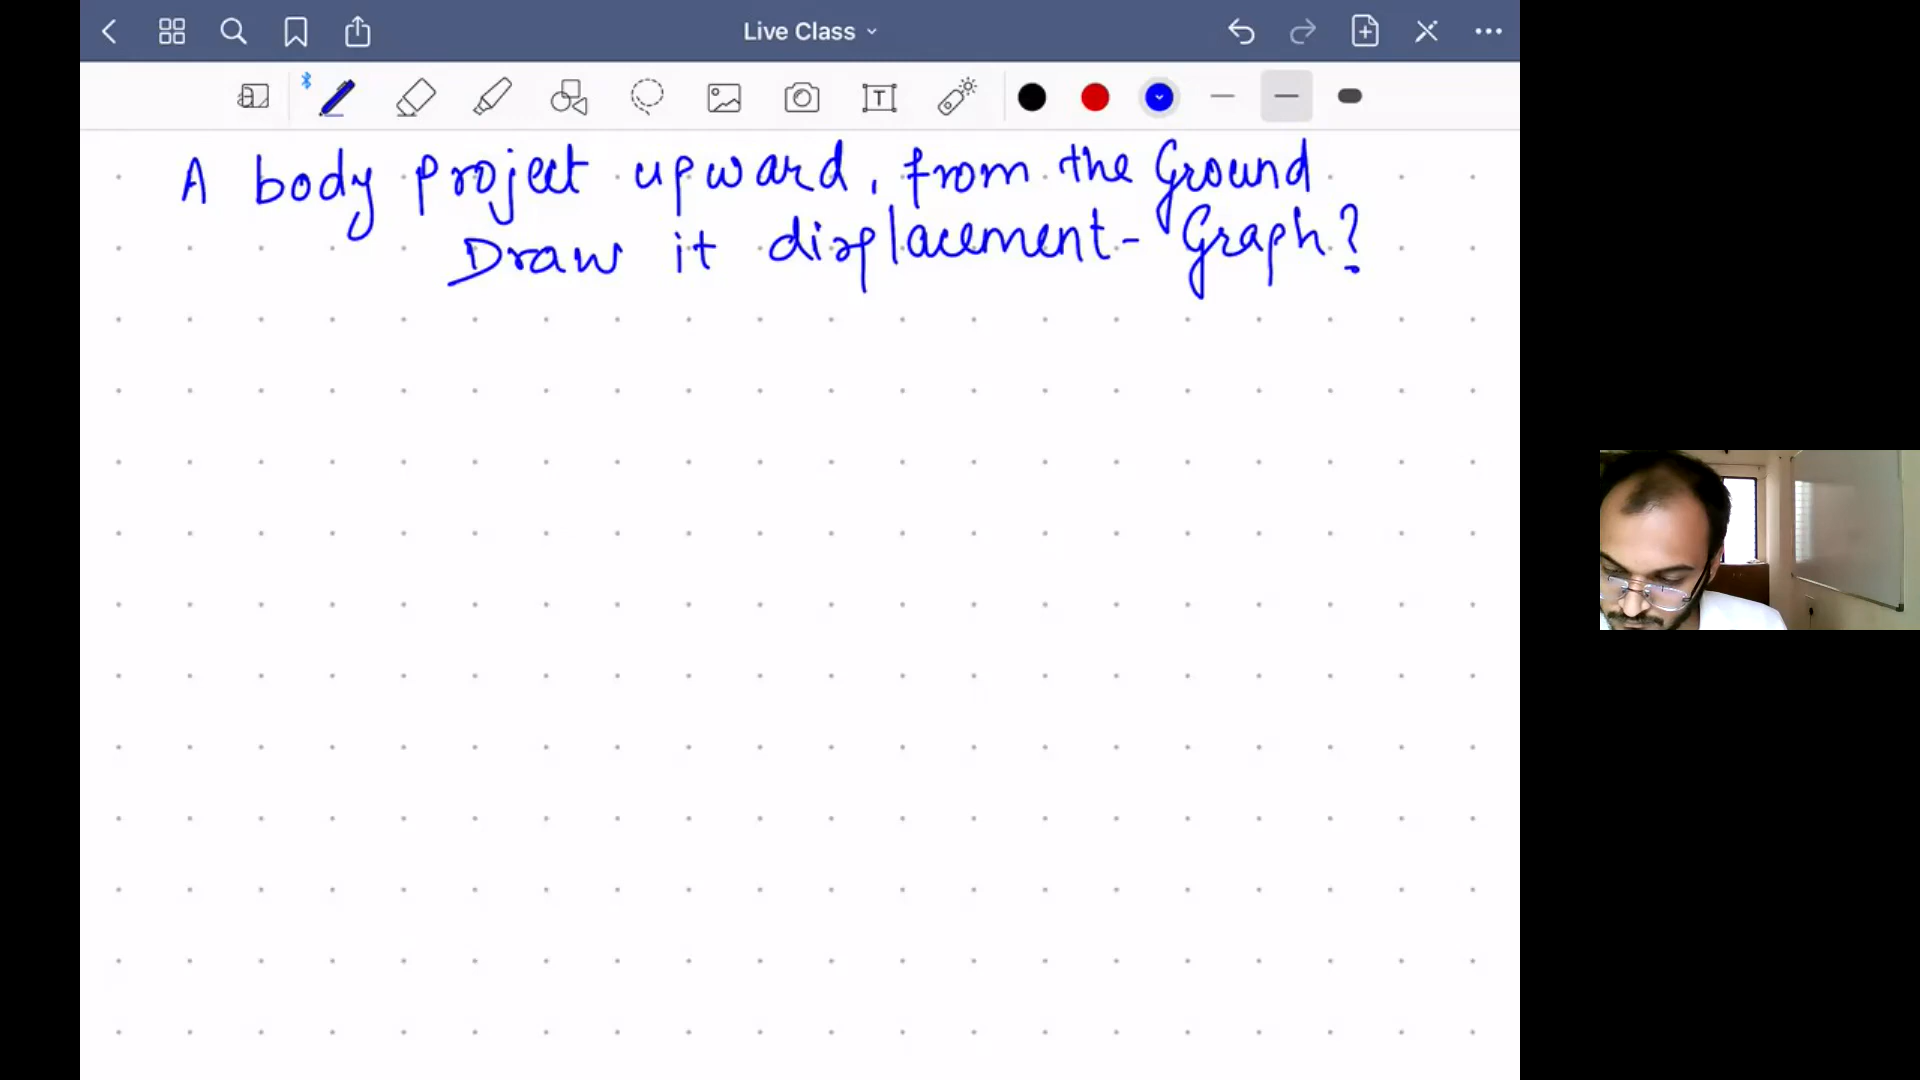 Live Class
A body project upward, from the Ground
Draw it displacement - Graph?